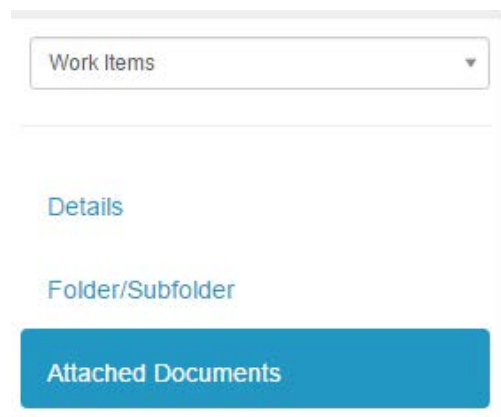 Work Items
Details
Folder/Subfolder
Attached Documents